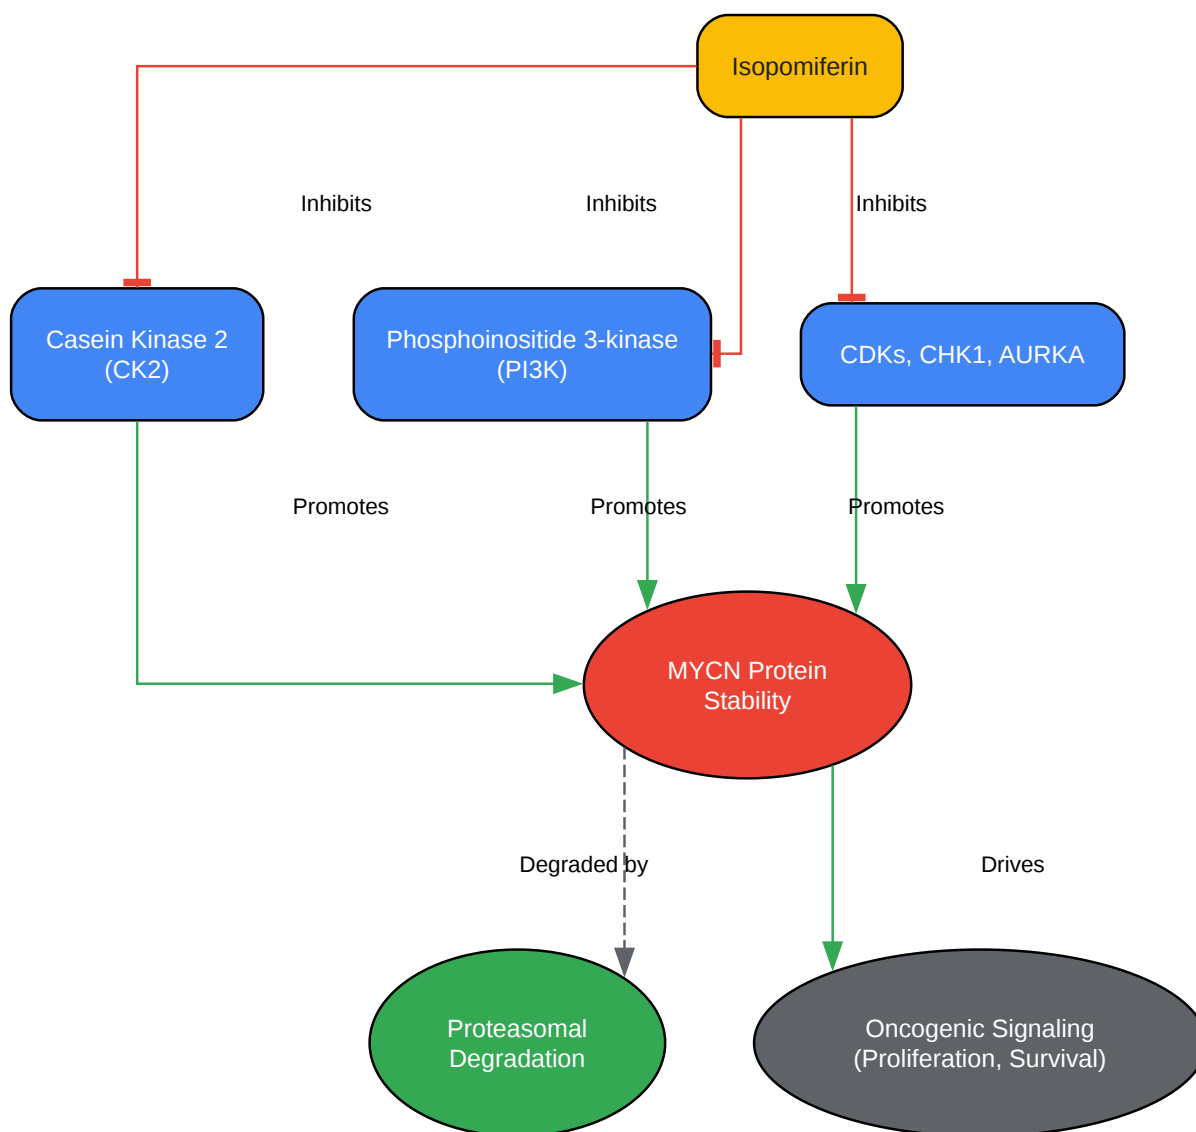 Isopomiferin
Inhibits
Inhibits
Inhibits
Casein Kinase 2
(CK2)
Phosphoinositide 3-kinase
(PI3K)
CDKs, CHK1, AURKA
Promotes
Promotes
Promotes
MYCN Protein
Stability
Degraded by
Drives
Proteasomal
Degradation
Oncogenic Signaling
(Proliferation, Survival)